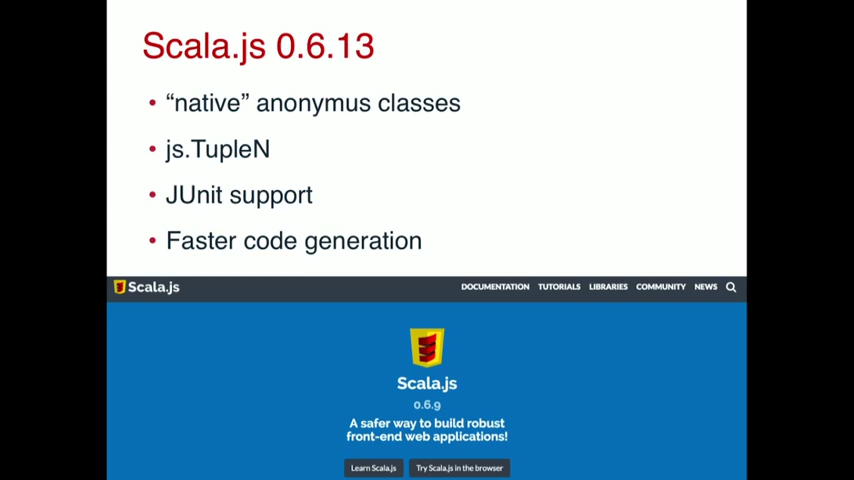 Scala.js 0.6.13
• “native” anonymus classes
• js.TupleN
• JUnit support
• Faster code generation
Scala.js DOCUMENTATION TUTORIALS LIBRARIES COMMUNITY NEWS
Scala.js
0.6.9
A safer way to build robust
front-end web applications!
Learn Scala.js Try Scala.js in the browser